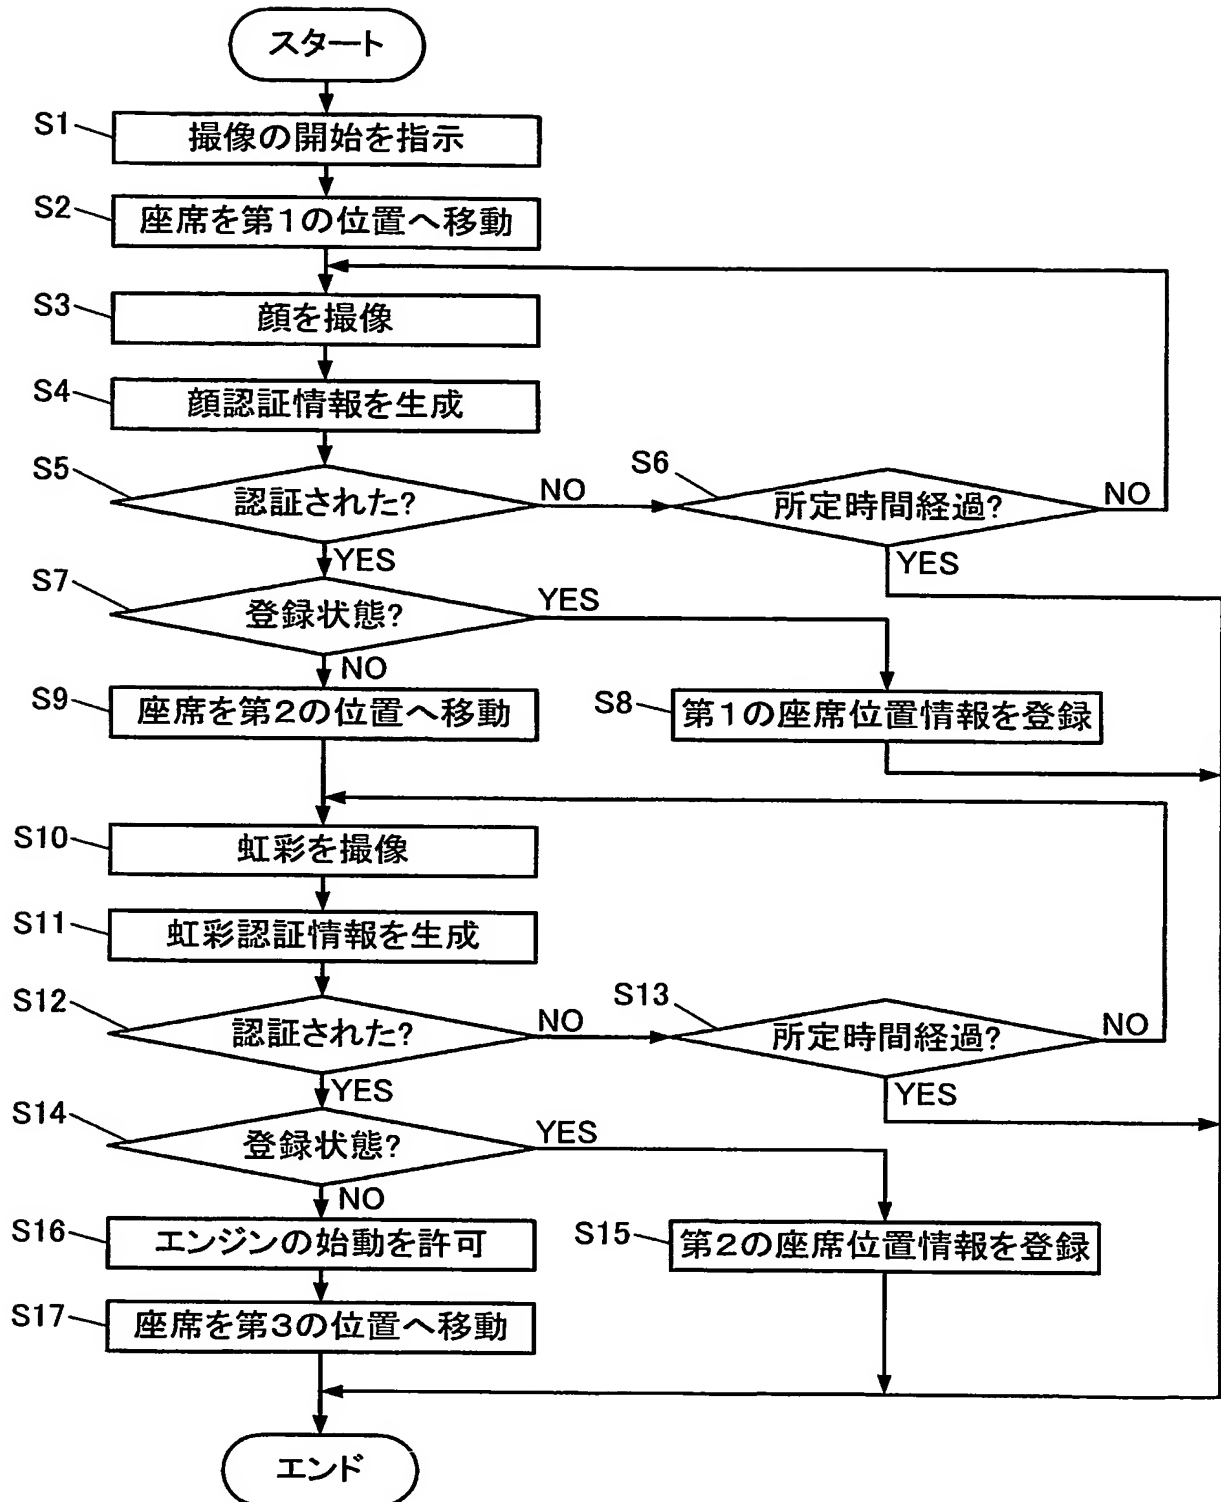 スタート
S1
撮像の開始を指示
S2
座席を第1の位置へ移動
S3
顔を撮像
S4
顔認証情報を生成
S5
認証された?
NO
S6
所定時間経過?
NO
YES
YES
S7
登録状態?
YES
NO
S9
座席を第2の位置へ移動
S8
第1の座席位置情報を登録
S10
虹彩を撮像
S11
虹彩認証情報を生成
S12
認証された?
NO
S13
所定時間経過?
NO
YES
YES
S14
登録状態?
YES
NO
S16
エンジンの始動を許可
S15
第2の座席位置情報を登録
S17
座席を第3の位置へ移動
エンド